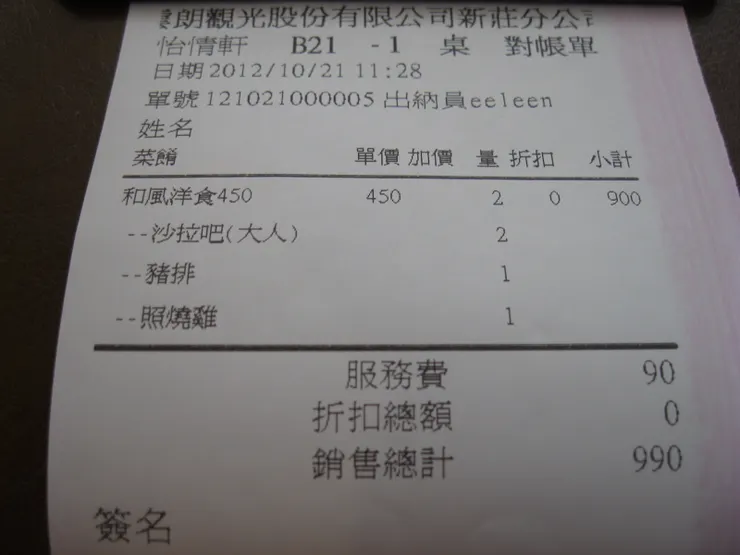 朗觀光股份有限公司新莊分公司
怡情軒 B21 -1 桌 對帳單
日期2012/10/21 11:28
單號121021000005 出納員eeleen
姓名
菜餚 單價 加價 量 折扣 小計
和風洋食450 450 2 0 900
--沙拉吧(大人) 2
--豬排 1
--照燒雞 1
服務費 90
折扣總額 0
銷售總計 990
簽名